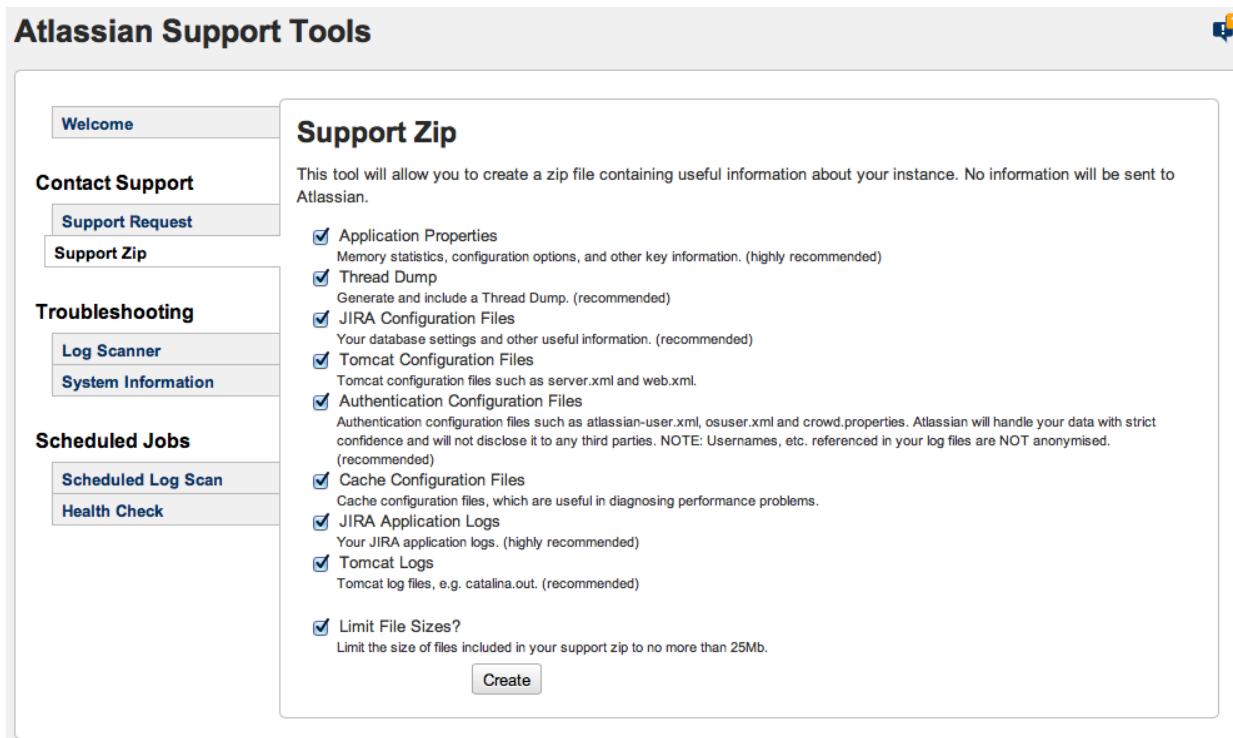 Atlassian Support Tools
Welcome
Contact Support
Support Request
Support Zip
Troubleshooting
Log Scanner
System Information
Scheduled Jobs
Scheduled Log Scan
Health Check
Support Zip
This tool will allow you to create a zip file containing useful information about your instance. No information will be sent to
Atlassian.
Application Properties
Memory statistics, configuration options, and other key information. (highly recommended)
Thread Dump
Generate and include a Thread Dump. (recommended)
JIRA Configuration Files
Your database settings and other useful information. (recommended)
Tomcat Configuration Files
Tomcat configuration files such as server.xml and web.xml.
Authentication Configuration Files
Authentication configuration files such as atlassian-user.xml, osuser.xml and crowd.properties. Atlassian will handle your data with strict
confidence and will not disclose it to any third parties. NOTE: Usernames, etc. referenced in your log files are NOT anonymised.
(recommended)
Cache Configuration Files
Cache configuration files, which are useful in diagnosing performance problems.
JIRA Application Logs
Your JIRA application logs. (highly recommended)
Tomcat Logs
Tomcat log files, e.g. catalina.out. (recommended)
Limit File Sizes?
Limit the size of files included in your support zip to no more than 25Mb.
Create